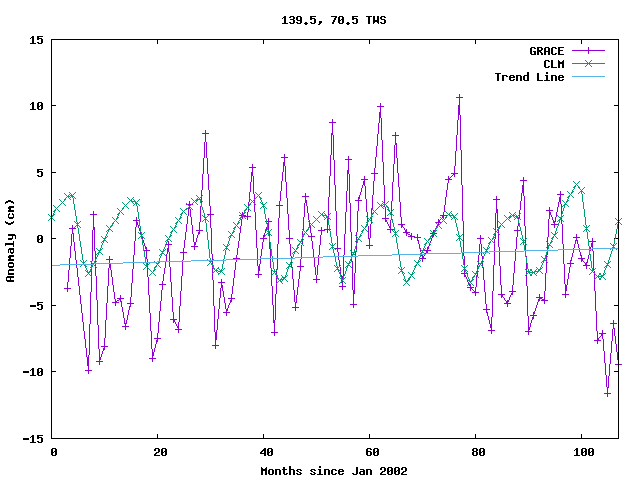 139.5, 70.5 TWS
GRACE
CLM
Trend Line
Anomaly (cm)
15
10
5
0
-5
-10
-15
0 20 40 60 80 100
Months since Jan 2002